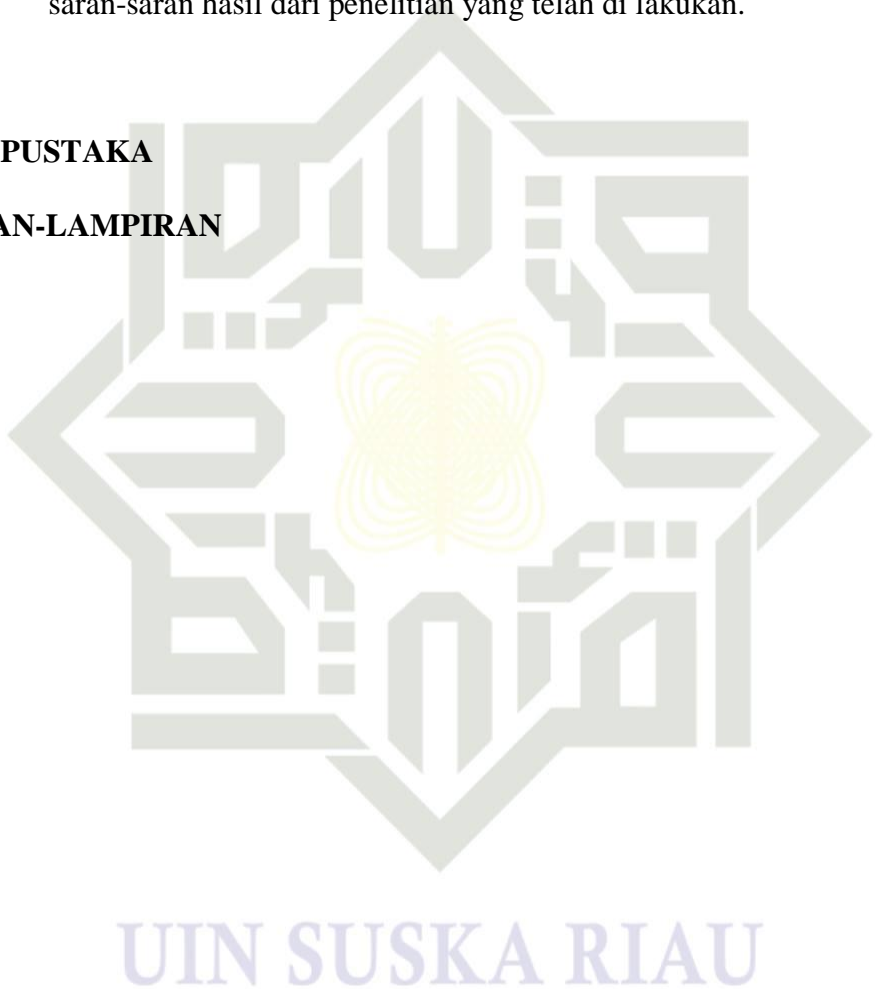 saran-saran hasil dari penelitian yang telah di lakukan.
PUSTAKA
AN-LAMPIRAN
UIN SUSKA RIAU